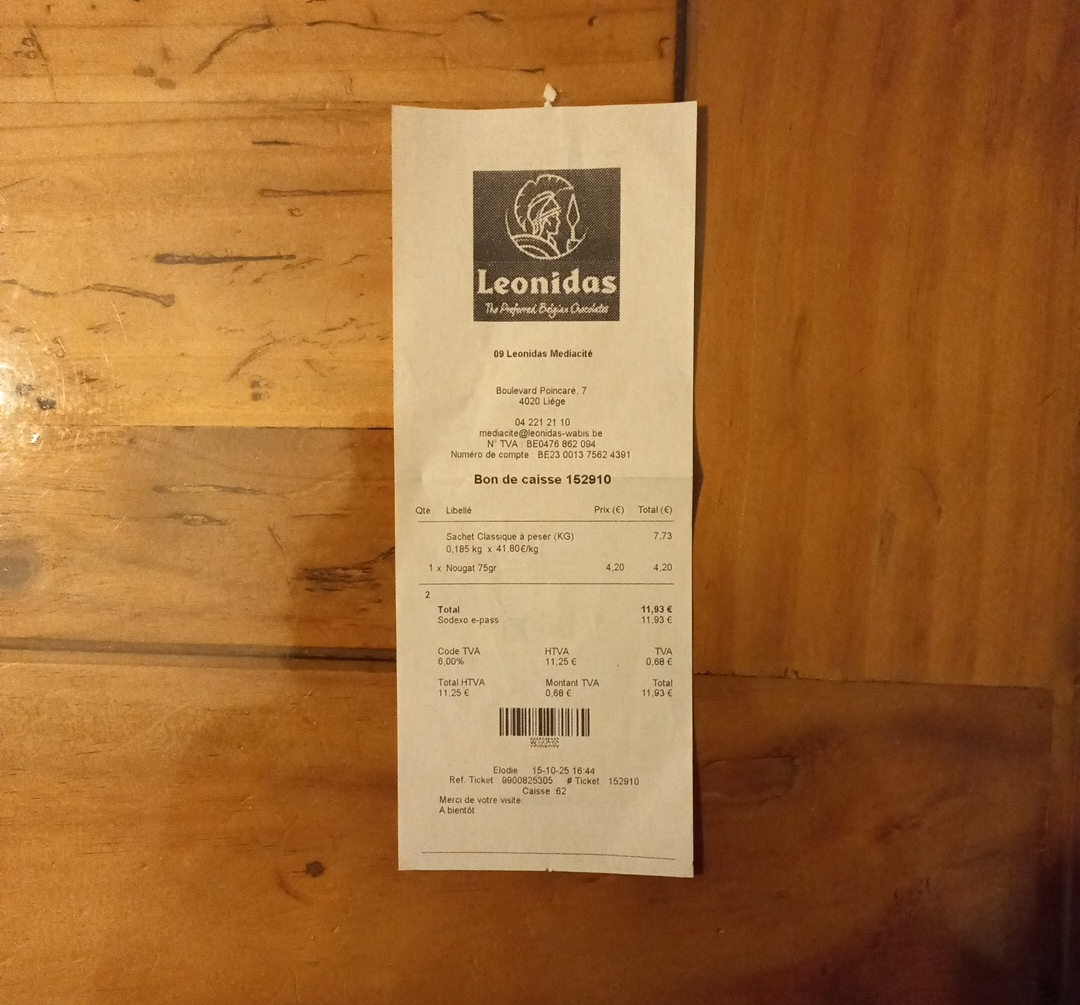 Leonidas
The Preferred Belgian Chocolates
09 Leonidas Mediacité
Boulevard Poincaré, 7
4020 Liége
04 221 21 10
mediacite@leonidas-wabis.be
N° TVA : BE0476 862 094
Numéro de compte : BE23 0013 7562 4391
Bon de caisse 152910
Qte Libellé Prix (€) Total (€)
Sachet Classique à peser (KG) 7,73
0,185 kg x 41.80€/kg
1 x Nougat 75gr 4,20 4,20
2
Total 11,93 €
Sodexo e-pass 11,93 €
Code TVA HTVA TVA
6,00% 11,25 € 0,68 €
Total HTVA Montant TVA Total
11,25 € 0,68 € 11,93 €
Elodie 15-10-25 16:44
Ref. Ticket : 9900825305 # Ticket : 152910
Caisse :62
Merci de votre visite
A bientôt